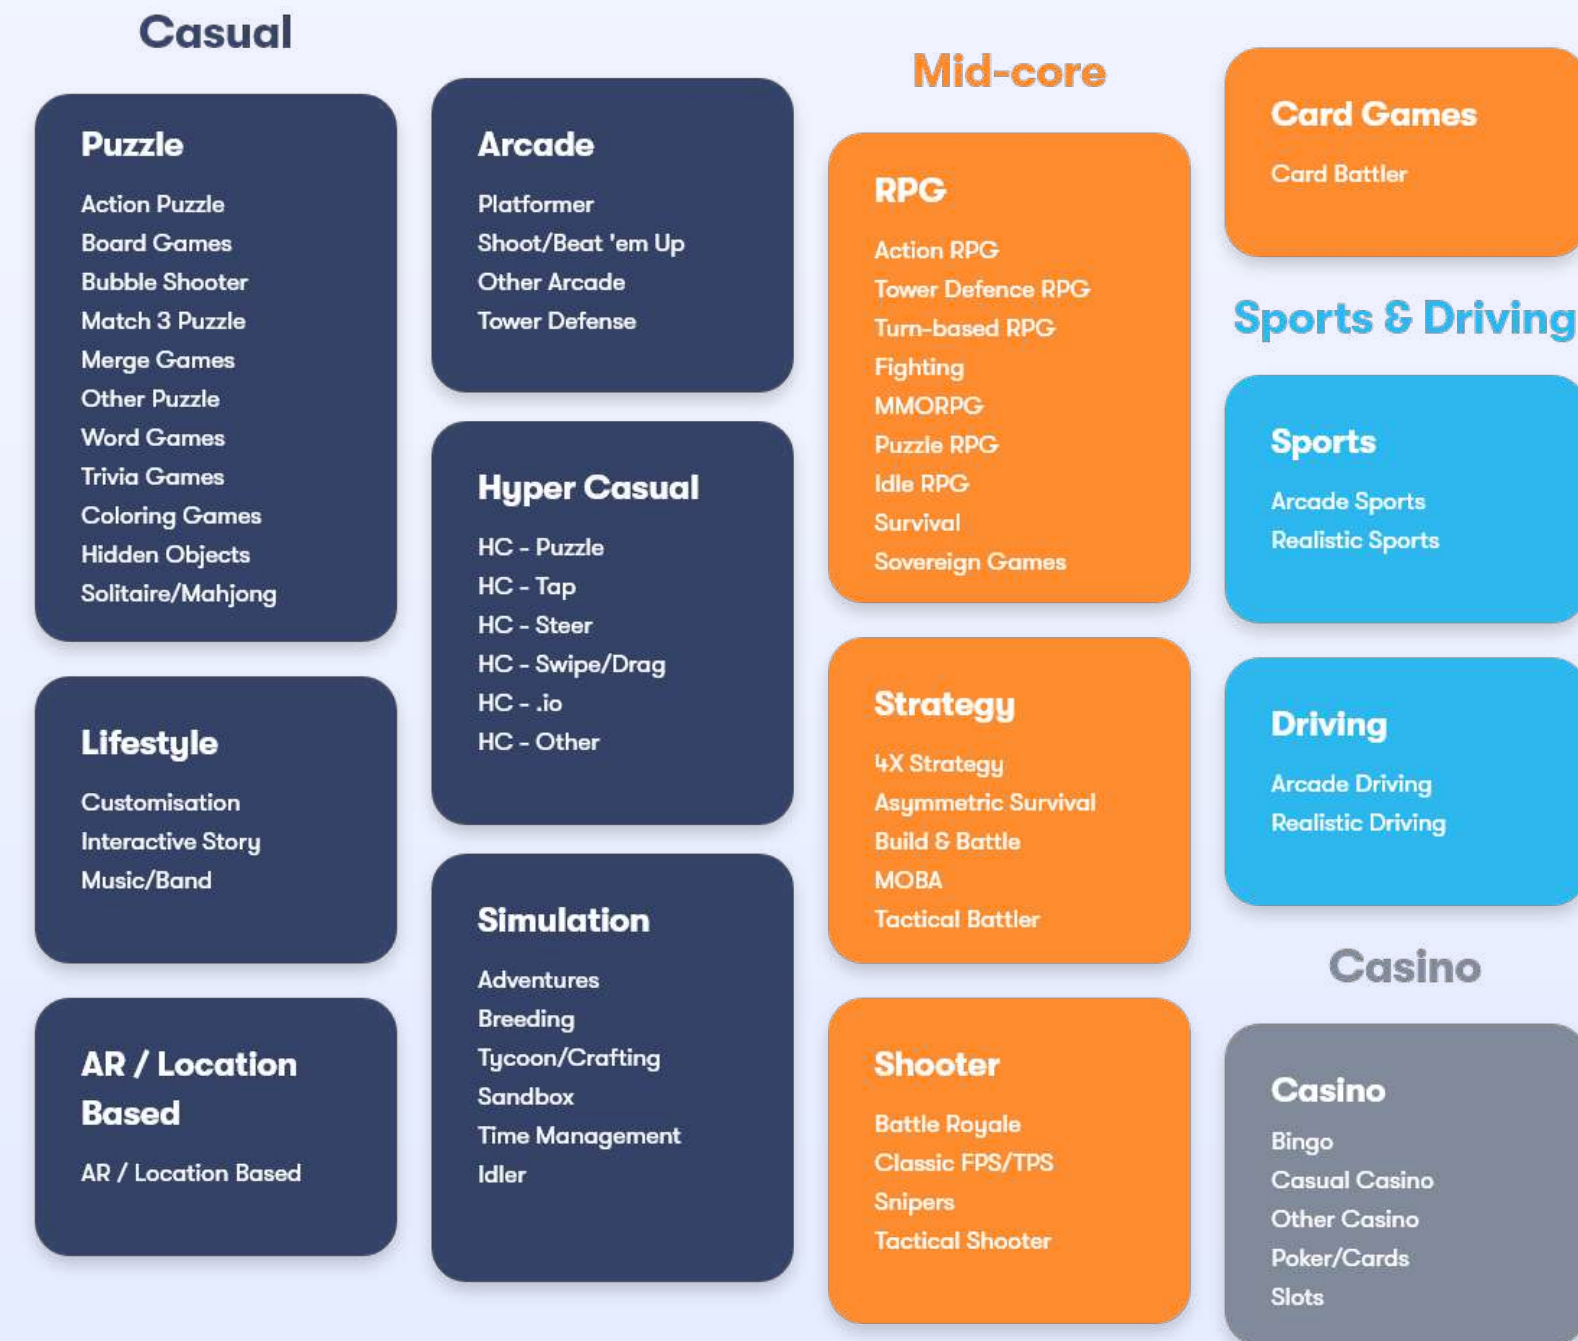 Casual
Puzzle
Action Puzzle
Board Games
Bubble Shooter
Match 3 Puzzle
Merge Games
Other Puzzle
Word Games
Trivia Games
Coloring Games
Hidden Objects
Solitaire/Mahjong
Lifestyle
Customisation
Interactive Story
Music/Band
AR / Location
Based
AR / Location Based
Arcade
Platformer
Shoot/Beat 'em Up
Other Arcade
Tower Defense
Hyper Casual
HC - Puzzle
HC - Tap
HC - Steer
HC - Swipe/Drag
HC - .io
HC - Other
Simulation
Adventures
Breeding
Tycoon/Crafting
Sandbox
Time Management
Idler
Mid-core
RPG
Action RPG
Tower Defence RPG
Turn-based RPG
Fighting
MMORPG
Puzzle RPG
Idle RPG
Survival
Sovereign Games
Strategy
4X Strategy
Asymmetric Survival
Build & Battle
MOBA
Tactical Battler
Shooter
Battle Royale
Classic FPS/TPS
Snipers
Tactical Shooter
Card Games
Card Battler
Sports & Driving
Sports
Arcade Sports
Realistic Sports
Driving
Arcade Driving
Realistic Driving
Casino
Casino
Bingo
Casual Casino
Other Casino
Poker/Cards
Slots